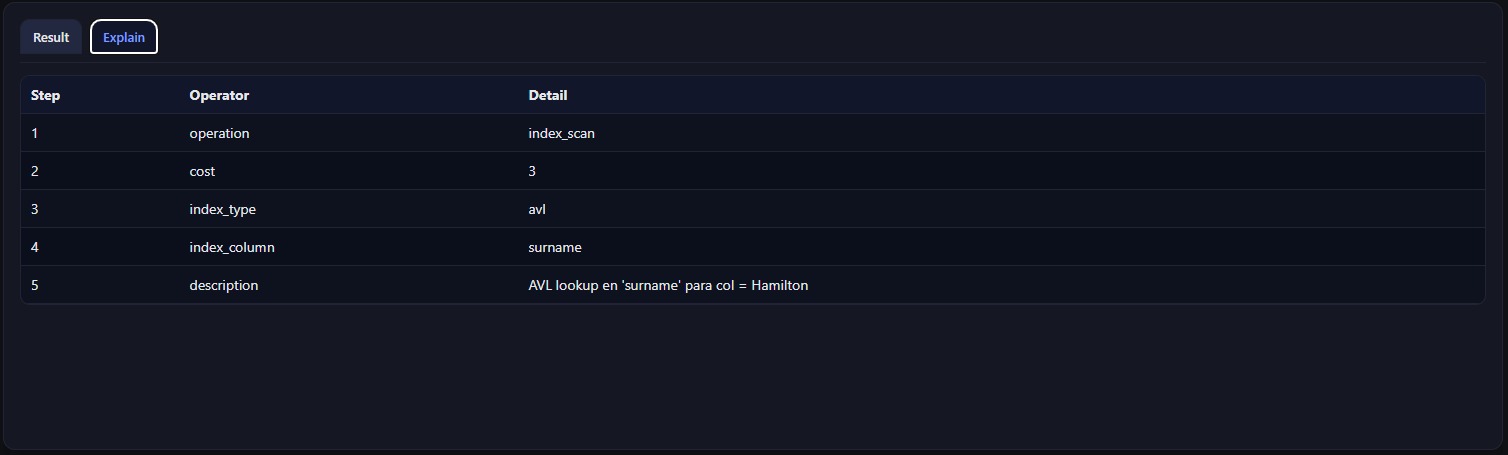 Result Explain
Step Operator Detail
1 operation index_scan
2 cost 3
3 index_type avl
4 index_column surname
5 description AVL lookup en 'surname' para col = Hamilton